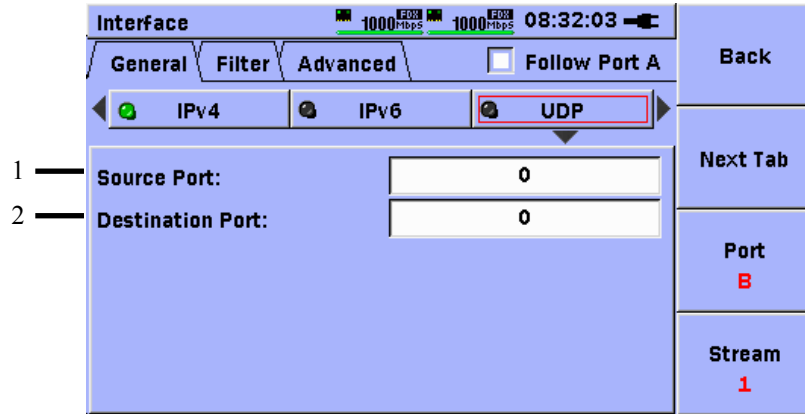 Interface 1000 FDX Mbps 1000 FDX Mbps 08:32:03
General Filter Advanced Follow Port A
IPv4 IPv6 UDP
1 Source Port: 0
2 Destination Port: 0
Back
Next Tab
Port
B
Stream
1